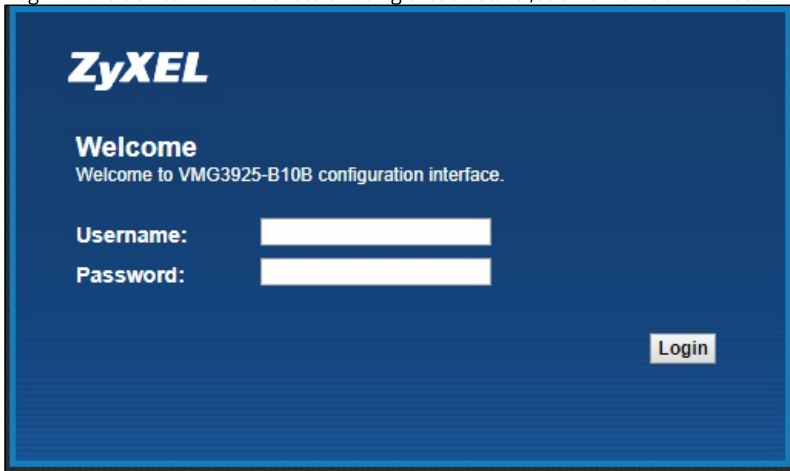 ZyXEL
Welcome
Welcome to VMG3925-B10B configuration interface.
Username:
Password:
Login